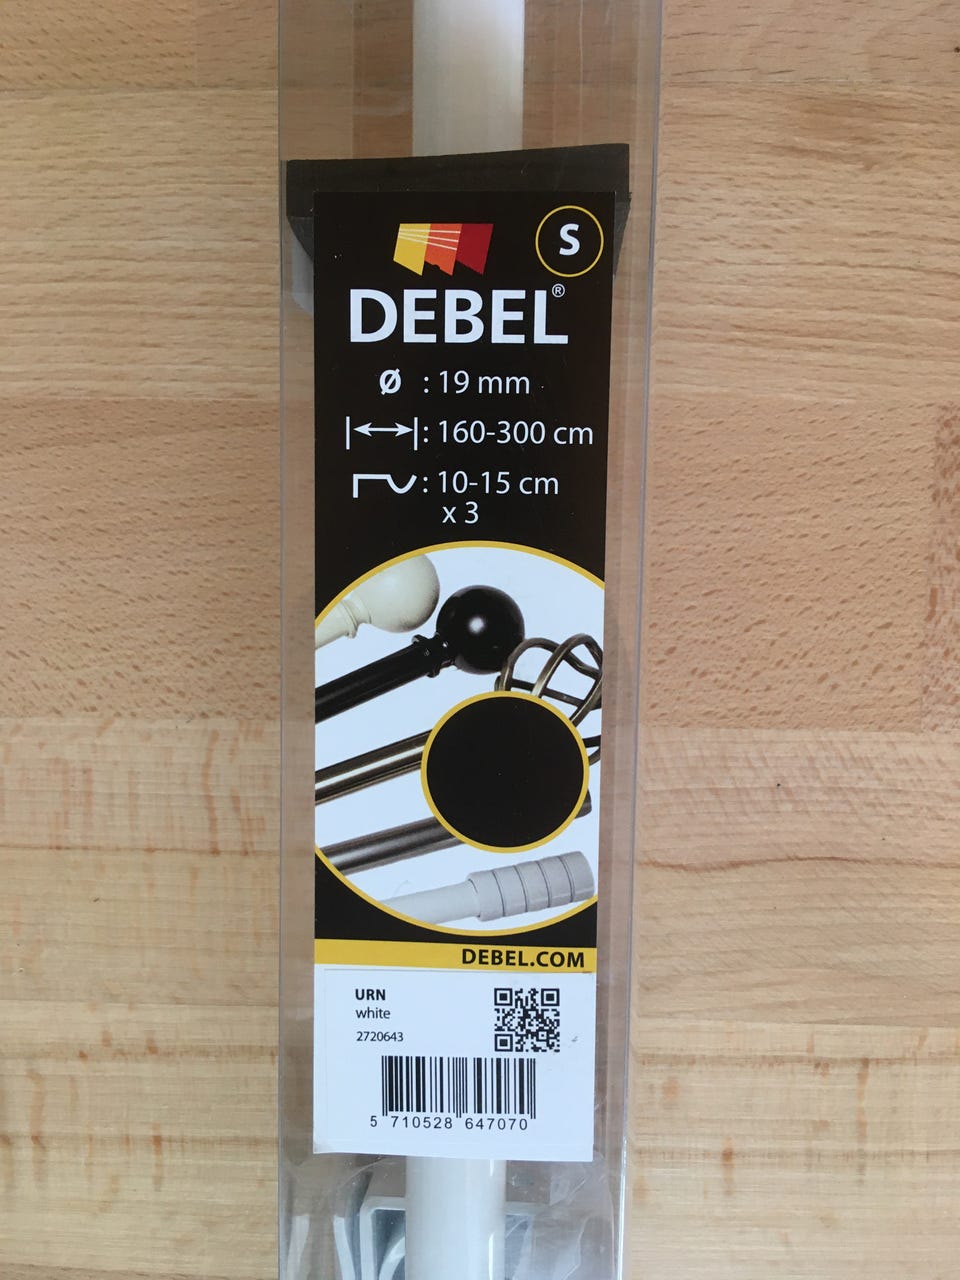 S
DEBEL®
Ø : 19 mm
: 160-300 cm
: 10-15 cm
x 3
DEBEL.COM
URN
white
2720643
5 710528 647070